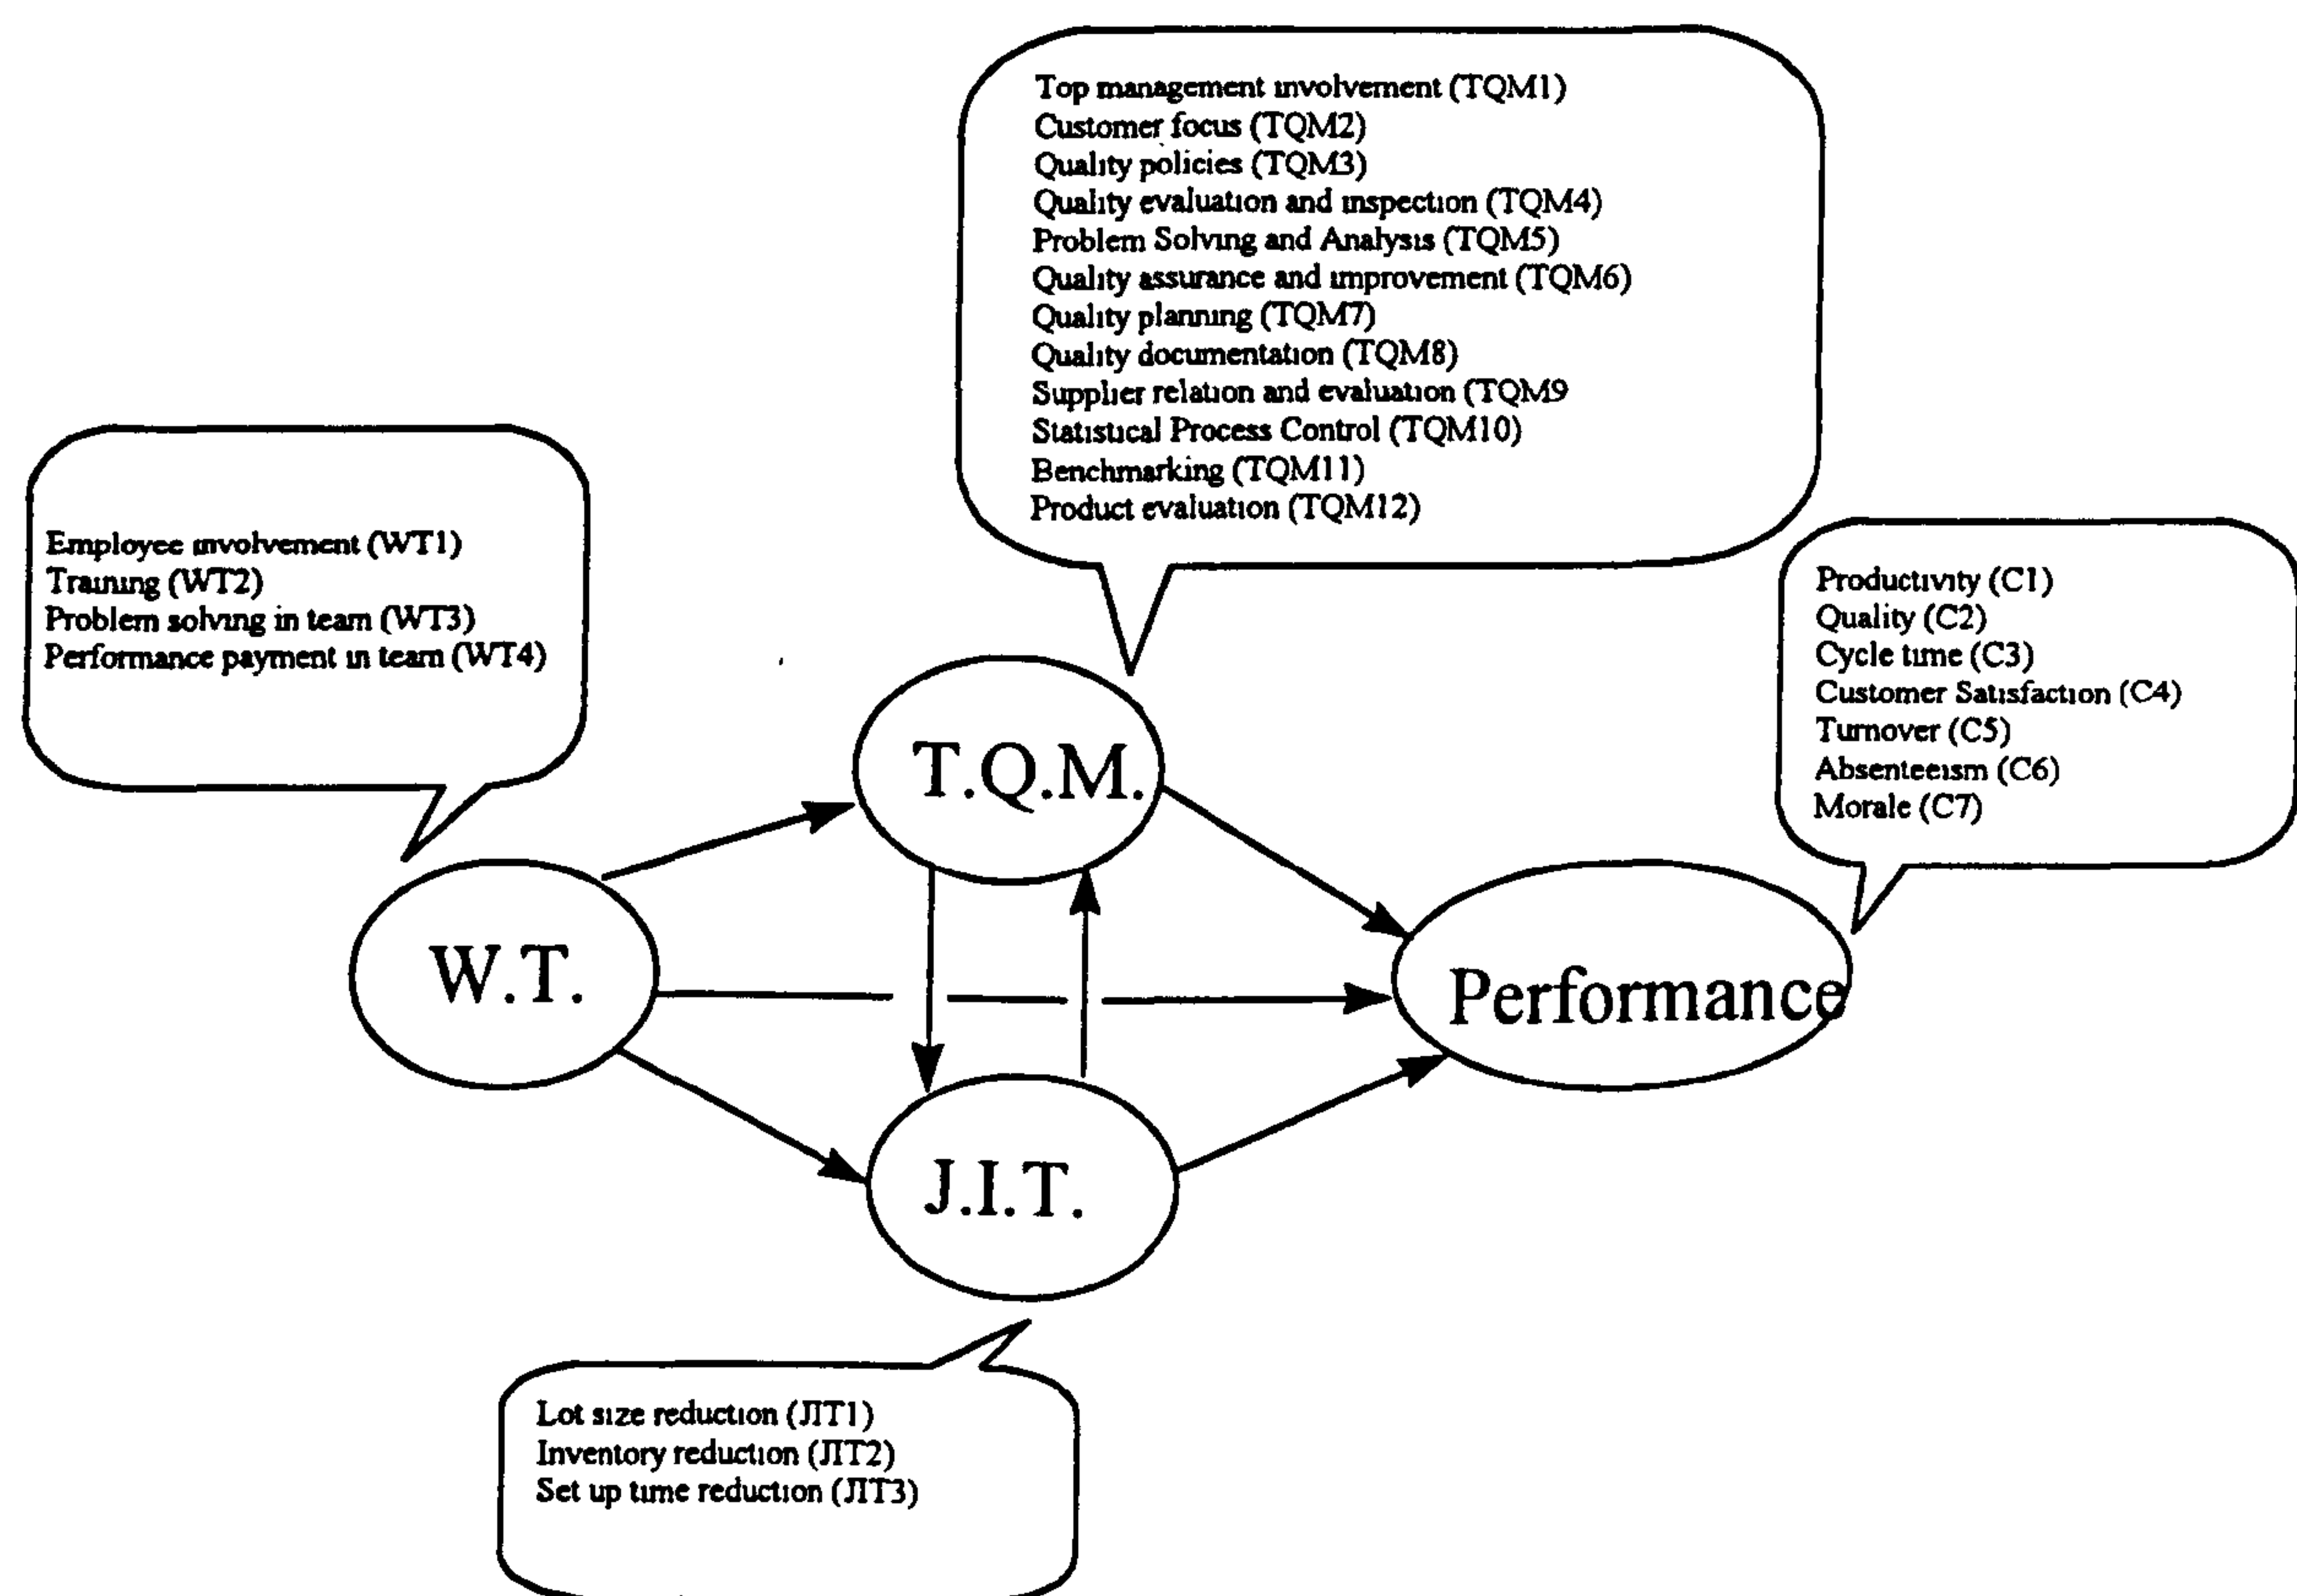 Top management involvement (TQM1)
Customer focus (TQM2)
Quality policies (TQM3)
Quality evaluation and inspection (TQM4)
Problem Solving and Analysis (TQM5)
Quality assurance and improvement (TQM6)
Quality planning (TQM7)
Quality documentation (TQM8)
Supplier relation and evaluation (TQM9
Statistical Process Control (TQM10)
Benchmarking (TQM11)
Product evaluation (TQM12)
Employee involvement (WT1)
Training (WT2)
Problem solving in team (WT3)
Performance payment in team (WT4)
Productivity (C1)
Quality (C2)
Cycle time (C3)
Customer Satisfaction (C4)
Turnover (C5)
Absenteeism (C6)
Morale (C7)
T.Q.M.
W.T.
Performance
J.I.T.
Lot size reduction (JIT1)
Inventory reduction (JIT2)
Set up time reduction (JIT3)